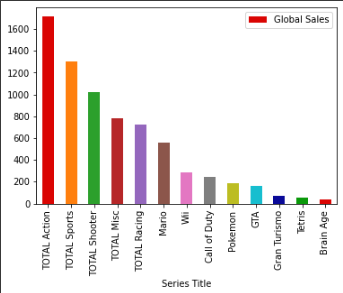 Global Sales
1600
1400
1200
1000
800
600
400
200
0
TOTAL Action
TOTAL Sports
TOTAL Shooter
TOTAL Misc
TOTAL Racing
Mario
Wii
Call of Duty
Pokemon
GTA
Gran Turismo
Tetris
Brain Age
Series Title